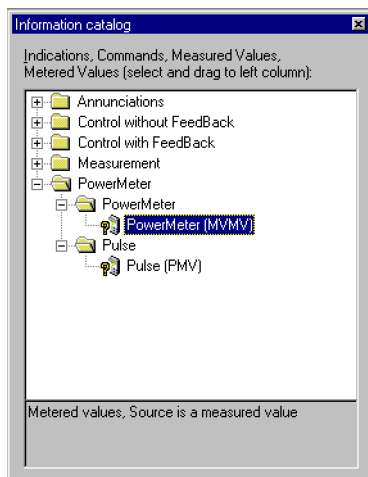 Information catalog
Indications, Commands, Measured Values,
Metered Values (select and drag to left column):
Annunciations
Control without FeedBack
Control with FeedBack
Measurement
PowerMeter
PowerMeter
PowerMeter (MVMV)
Pulse
Pulse (PMV)
Metered values, Source is a measured value